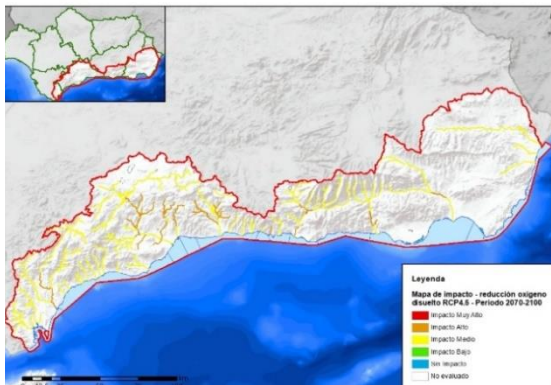 Leyenda
Mapa de impacto - reducción oxígeno
disuelto RCP4.5 - Periodo 2070-2100
Impacto Muy Alto
Impacto Alto
Impacto Medio
Impacto Bajo
Sin Impacto
No evaluado